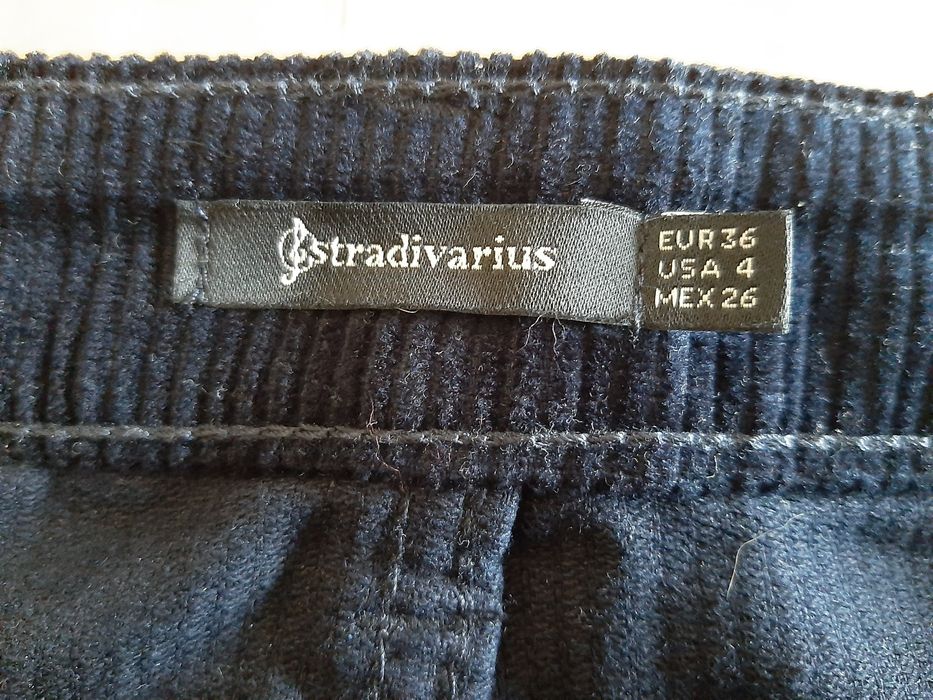 stradivarius
EUR 36
USA 4
MEX 26